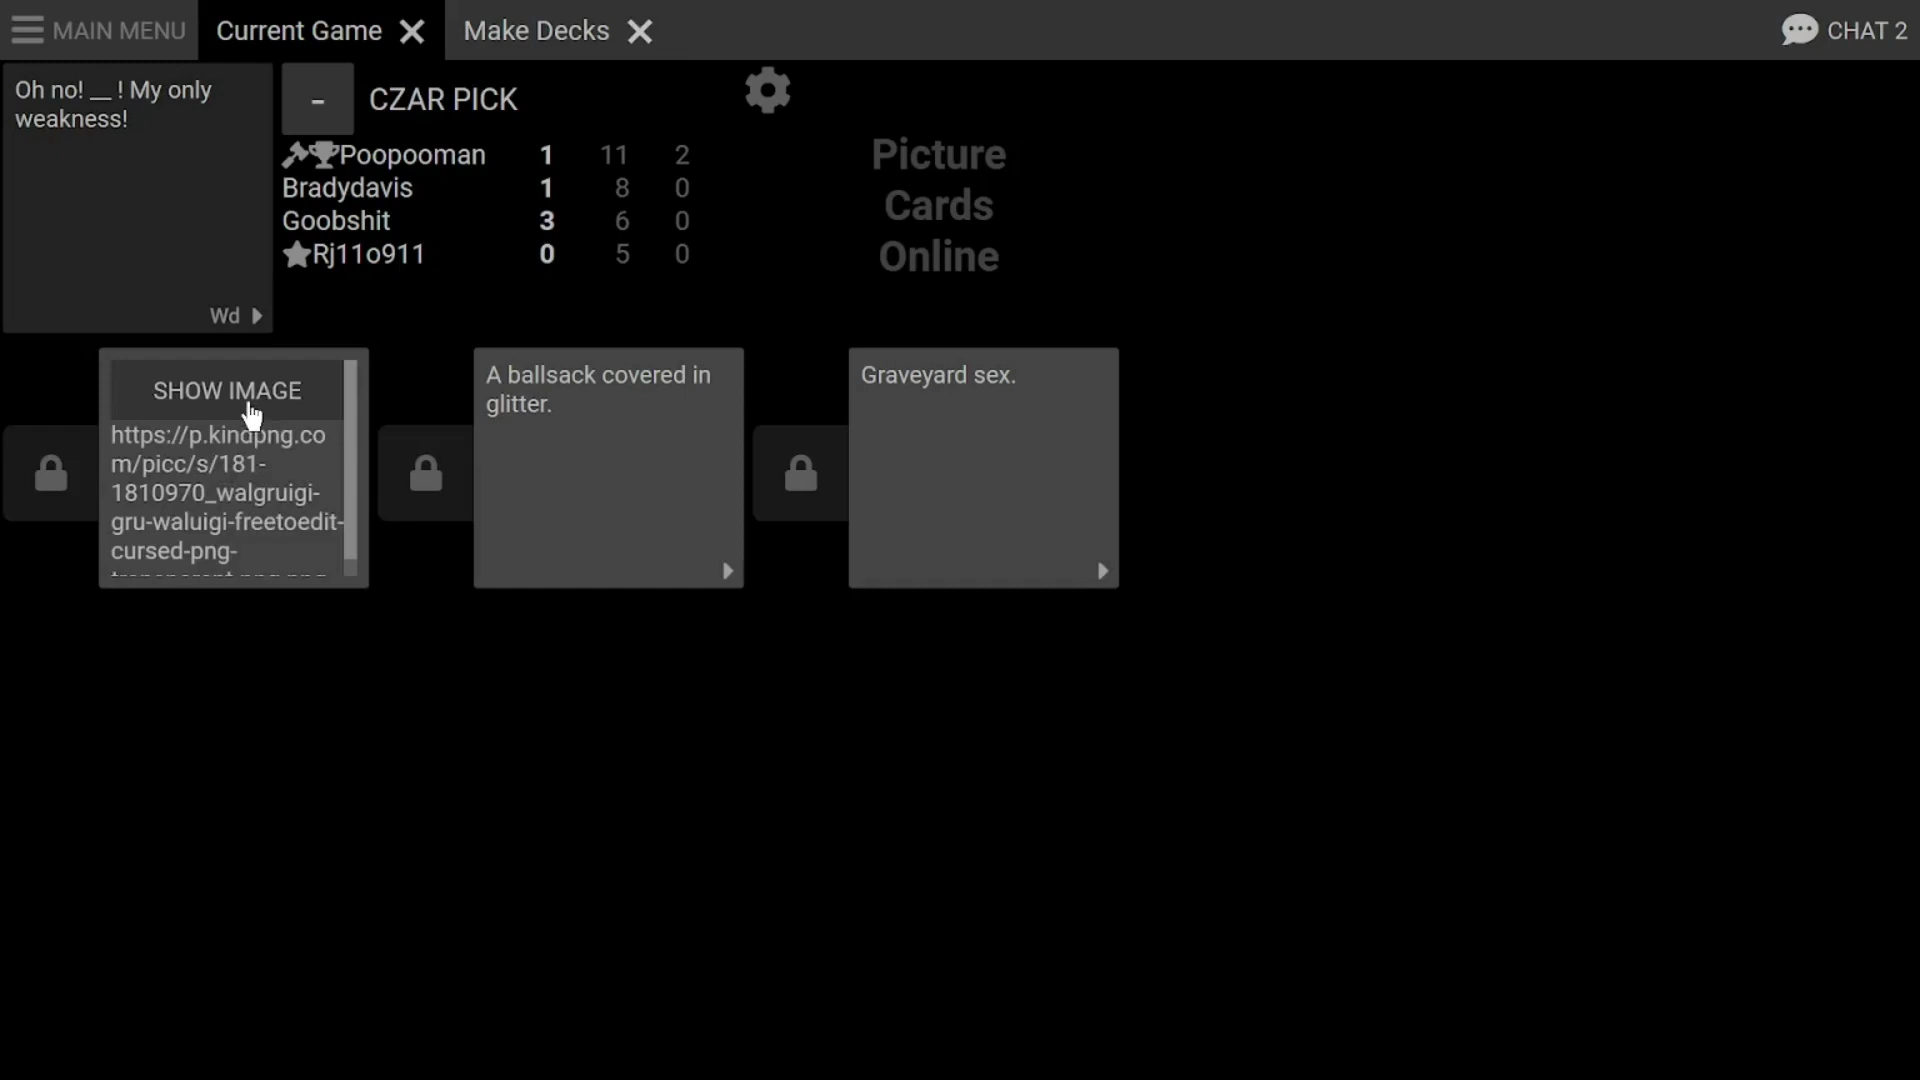 MAIN MENU
Current Game
Make Decks
CHAT 2
Oh no! __ ! My only
weakness!
Wd
-
CZAR PICK
Poopooman 1 11 2
Bradydavis 1 8 0
Goobshit 3 6 0
Rj11o911 0 5 0
Picture
Cards
Online
SHOW IMAGE
https://p.kindpng.co
m/picc/s/181-
1810970_walgruigi-
gru-waluigi-freetoedit-
cursed-png-
A ballsack covered in
glitter.
Graveyard sex.